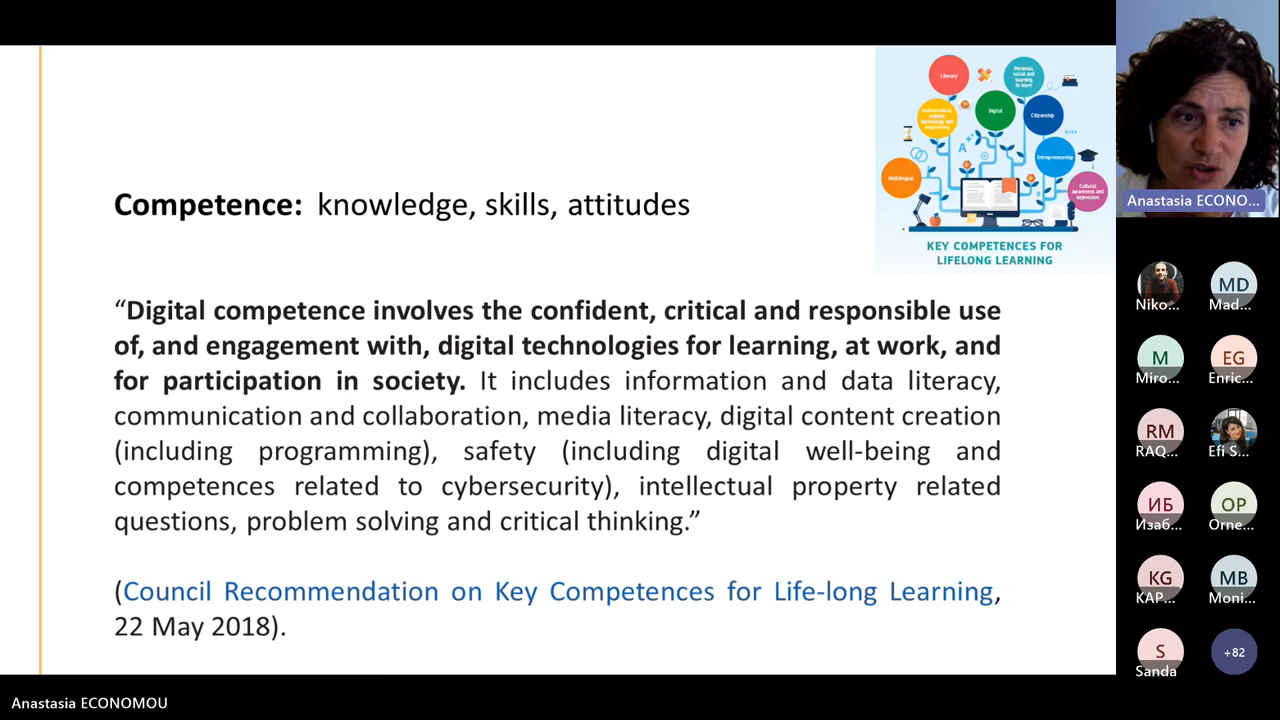 Literacy
Personal,
social and
learning
to learn
Mathematical,
science,
technology and
engineering
Digital
Citizenship
Entrepreneurship
Multilingual
Cultural
awareness and
expression
KEY COMPETENCES FOR
LIFELONG LEARNING
Competence: knowledge, skills, attitudes
“Digital competence involves the confident, critical and responsible use
of, and engagement with, digital technologies for learning, at work, and
for participation in society. It includes information and data literacy,
communication and collaboration, media literacy, digital content creation
(including programming), safety (including digital well-being and
competences related to cybersecurity), intellectual property related
questions, problem solving and critical thinking.”
(Council Recommendation on Key Competences for Life-long Learning,
22 May 2018).
Anastasia ECONO...
Niko...
MD
Mad...
M
Miro...
EG
Enric...
RM
RAQ...
Efi S...
ИБ
Изаб...
OP
Orne...
KG
KAP...
MB
Moni...
S
Sanda
+82
Anastasia ECONOMOU